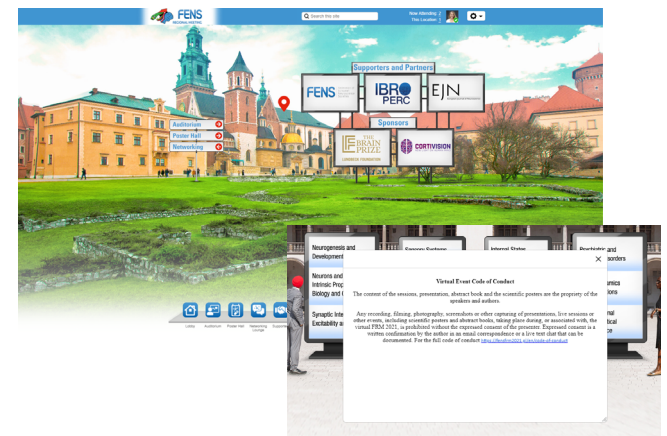 FENS
REGIONAL MEETING
Search this site
Now Attending
This Location
Supporters and Partners
FENS
IBRO
PERC
EJN
Sponsors
THE
BRAIN
PRIZE
LUNDBECK FOUNDATION
CORTIVISION
Auditorium
Poster Hall
Networking
Lobby
Auditorium
Poster Hall
Networking
Lounge
Neurogenesis and
Development
Sensory Systems
Internal States
Psychiatric and
Neurons and
Intrinsic
Biology and
Synaptic
Excitability
Virtual Event Code of Conduct
The content of the sessions, presentation, abstract book and the scientific posters are the propriety of the
speakers and authors.
Any recording, filming, photography, screenshots or other capturing of presentations, live sessions or
other events, including scientific posters and abstract books, taking place during, or associated with, the
virtual FRM 2021, is prohibited without the expressed consent of the presenter. Expressed consent is a
written confirmation by the author in an email correspondence or a live text chat that can be
documented. For the full code of conduct